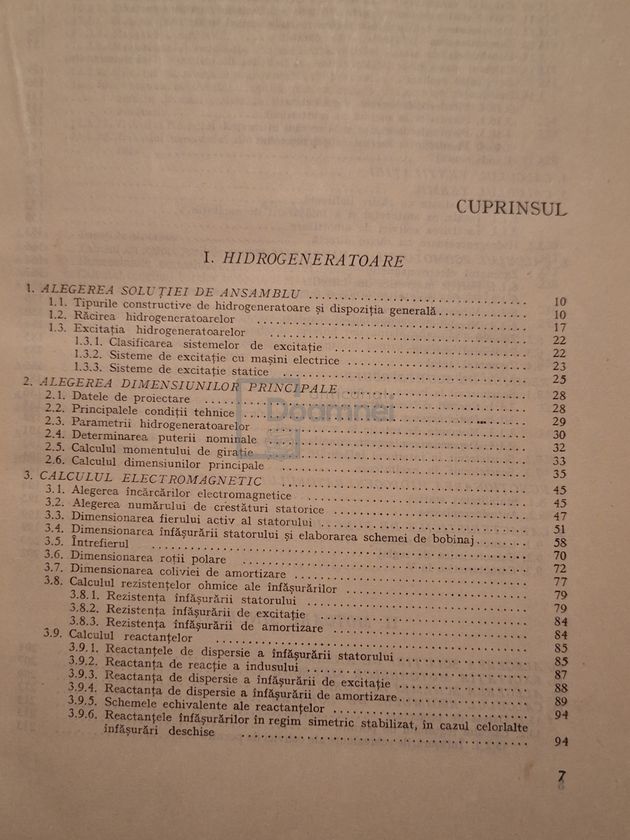 CUPRINSUL
I. HIDROGENERATOARE
1. ALEGEREA SOLUȚIEI DE ANSAMBLU 10
1.1. Tipurile constructive de hidrogeneratoare și dispoziția generală 10
1.2. Răcirea hidrogeneratoarelor 17
1.3. Excitația hidrogeneratoarelor 22
1.3.1. Clasificarea sistemelor de excitație 22
1.3.2. Sisteme de excitație cu mașini electrice 23
1.3.3. Sisteme de excitație statice 25
2. ALEGEREA DIMENSIUNILOR PRINCIPALE 28
2.1. Datele de proiectare 28
2.2. Principalele condiții tehnice 29
2.3. Parametrii hidrogeneratoarelor 30
2.4. Determinarea puterii nominale 32
2.5. Calculul momentului de girație 33
2.6. Calculul dimensiunilor principale 35
3. CALCULUL ELECTROMAGNETIC 45
3.1. Alegerea încărcărilor electromagnetice 45
3.2. Alegerea numărului de crestături statorice 47
3.3. Dimensionarea fierului activ al statorului 51
3.4. Dimensionarea înfășurării statorului și elaborarea schemei de bobinaj 58
3.5. Întrefierul 70
3.6. Dimensionarea roții polare 72
3.7. Dimensionarea coliviei de amortizare 77
3.8. Calculul rezistențelor ohmice ale înfășurărilor 79
3.8.1. Rezistența înfășurării statorului 79
3.8.2. Rezistența înfășurării de excitație 84
3.8.3. Rezistența înfășurării de amortizare 84
3.9. Calculul reactanțelor 85
3.9.1. Reactanțele de dispersie a înfășurării statorului 85
3.9.2. Reactanța de reacție a indusului 87
3.9.3. Reactanța de dispersie a înfășurării de excitație 88
3.9.4. Reactanța de dispersie a înfășurării de amortizare 89
3.9.5. Schemele echivalente ale reactanțelor 94
3.9.6. Reactanțele înfășurărilor în regim simetric stabilizat, în cazul celorlalte
înfășurări deschise 94
7